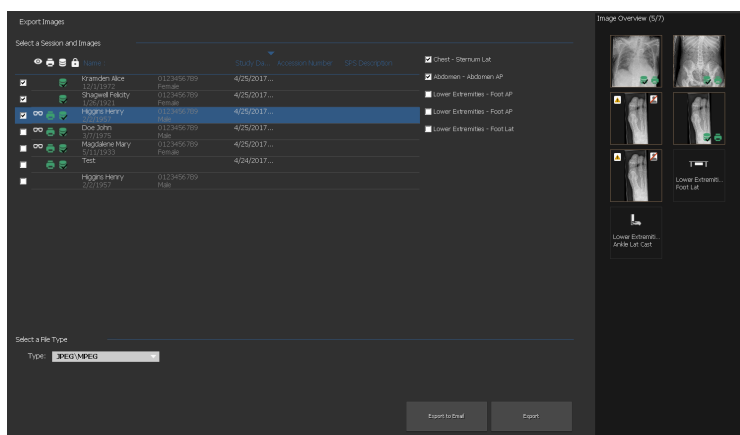 Export Images
Image Overview (5/7)
Select a Session and Images
Name
Study Da... Accession Number TPS Description
Kramden Alice 0123456789 4/25/2017...
12/1/1972 Female
Shagwell Felicity 0123456789 4/25/2017...
1/26/1921 Female
Higgins Henry 0123456789 4/25/2017...
2/2/1957 Male
Doe John 0123456789 4/25/2017...
3/7/1975 Male
Magdalene Mary 0123456789 4/25/2017...
5/11/1933 Female
Test 4/24/2017...
Higgins Henry 0123456789
2/2/1957 Male
Chest - Sternum Lat
Abdomen - Abdomen AP
Lower Extremities - Foot AP
Lower Extremities - Foot AP
Lower Extremities - Foot Lat
Lower Extremiti...
Foot Lat
Lower Extremiti...
Ankle Lat Cast
Select a File Type
Type: JPEG\MPEG
Export to Email
Export